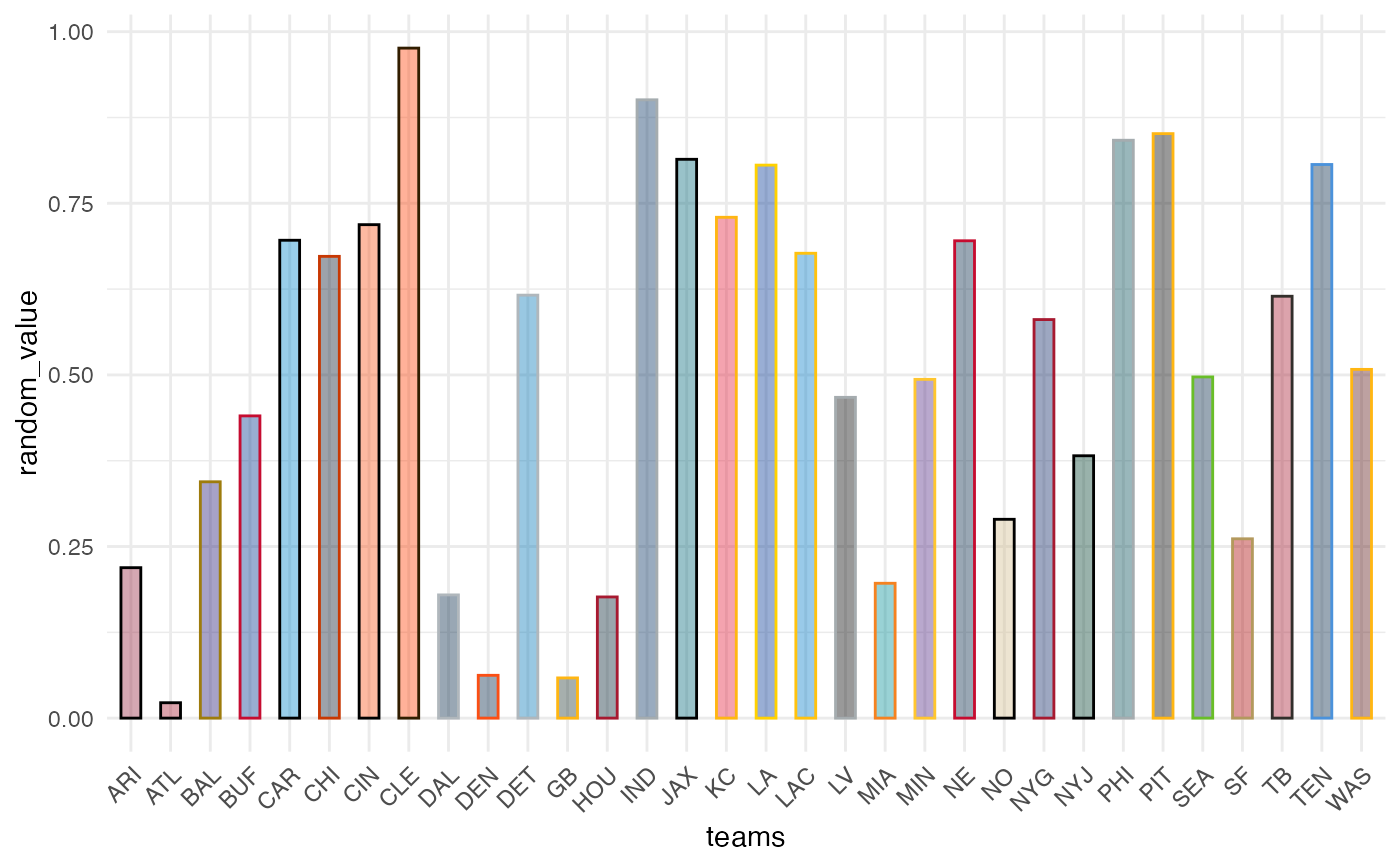 random_value
1.00
0.75
0.50
0.25
0.00
ARI ATL BAL BUF CAR CHI CIN CLE DAL DEN DET GB HOU IND JAX KC LA LAC LV MIA MIN NE NO NYG NYJ PHI PIT SEA SF TB TEN WAS
teams